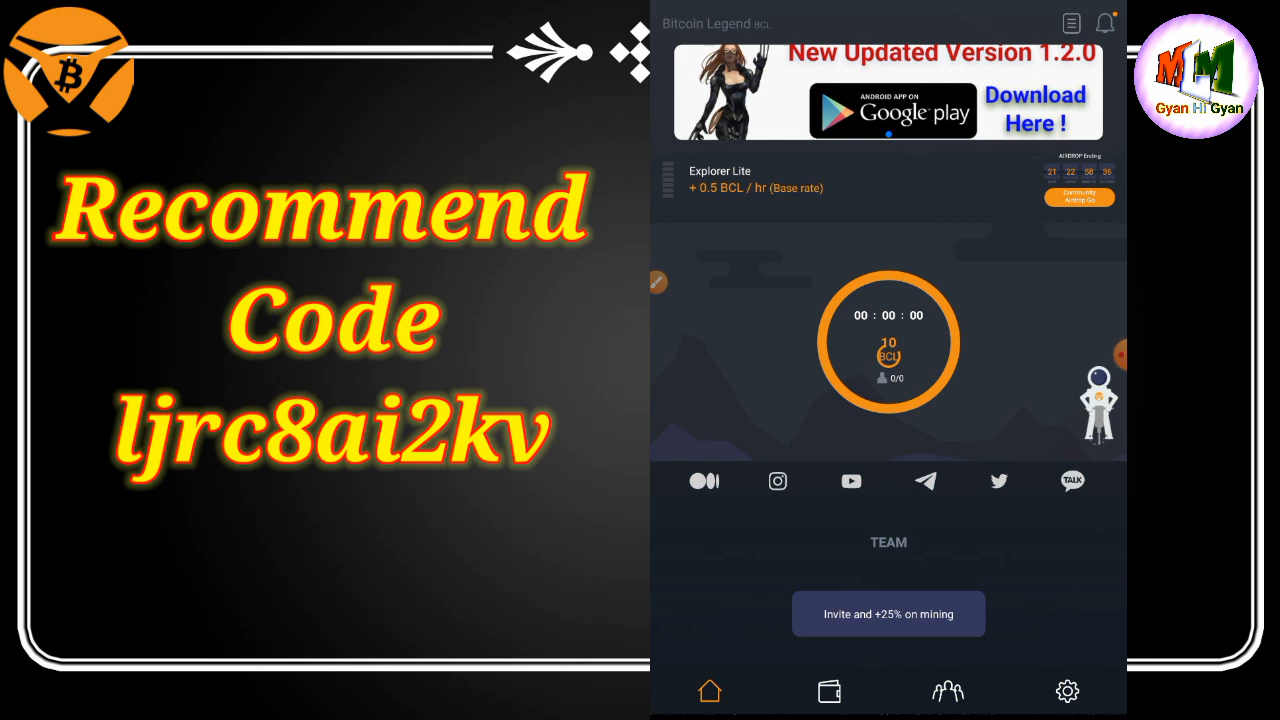 Recommend
Code
ljrc8ai2kv
Bitcoin Legend BCL
New Updated Version 1.2.0
ANDROID APP ON
Google play
Download
Here !
Explorer Lite
+ 0.5 BCL / hr (Base rate)
AIRDROP Ending
21 22 58 36
Community
Airdrop Go
00 : 00 : 00
10
BCL
0/0
TALK
TEAM
Invite and +25% on mining
MM
Gyan Hi Gyan